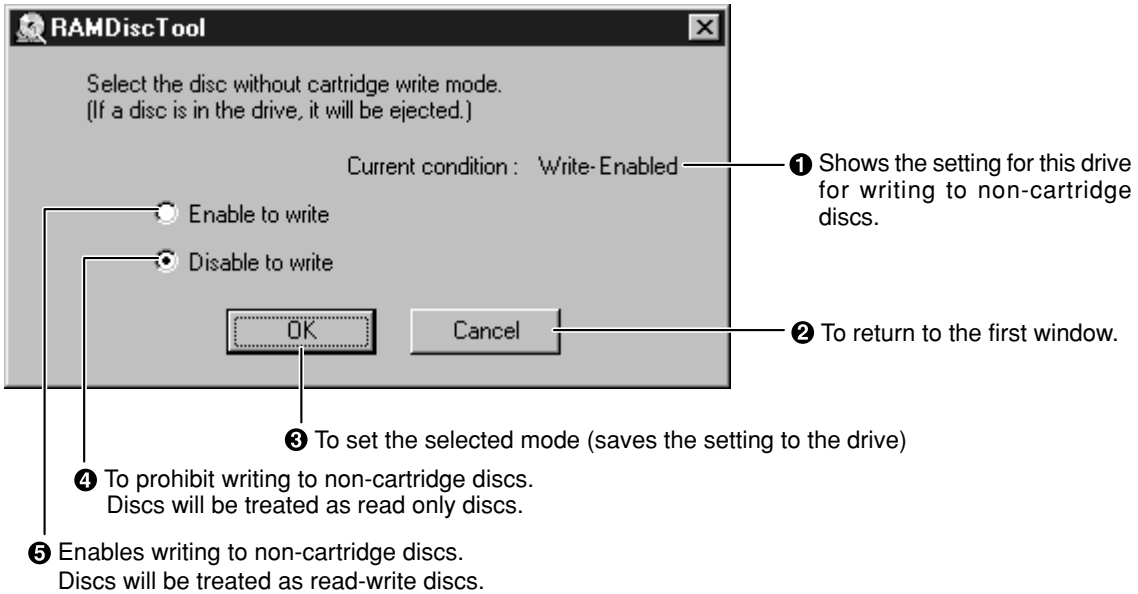 RAMDiscTool
Select the disc without cartridge write mode.
(If a disc is in the drive, it will be ejected.)
Current condition : Write-Enabled
Enable to write
Disable to write
OK
Cancel
❶ Shows the setting for this drive
for writing to non-cartridge
discs.
❷ To return to the first window.
❸ To set the selected mode (saves the setting to the drive)
❹ To prohibit writing to non-cartridge discs.
Discs will be treated as read only discs.
❺ Enables writing to non-cartridge discs.
Discs will be treated as read-write discs.